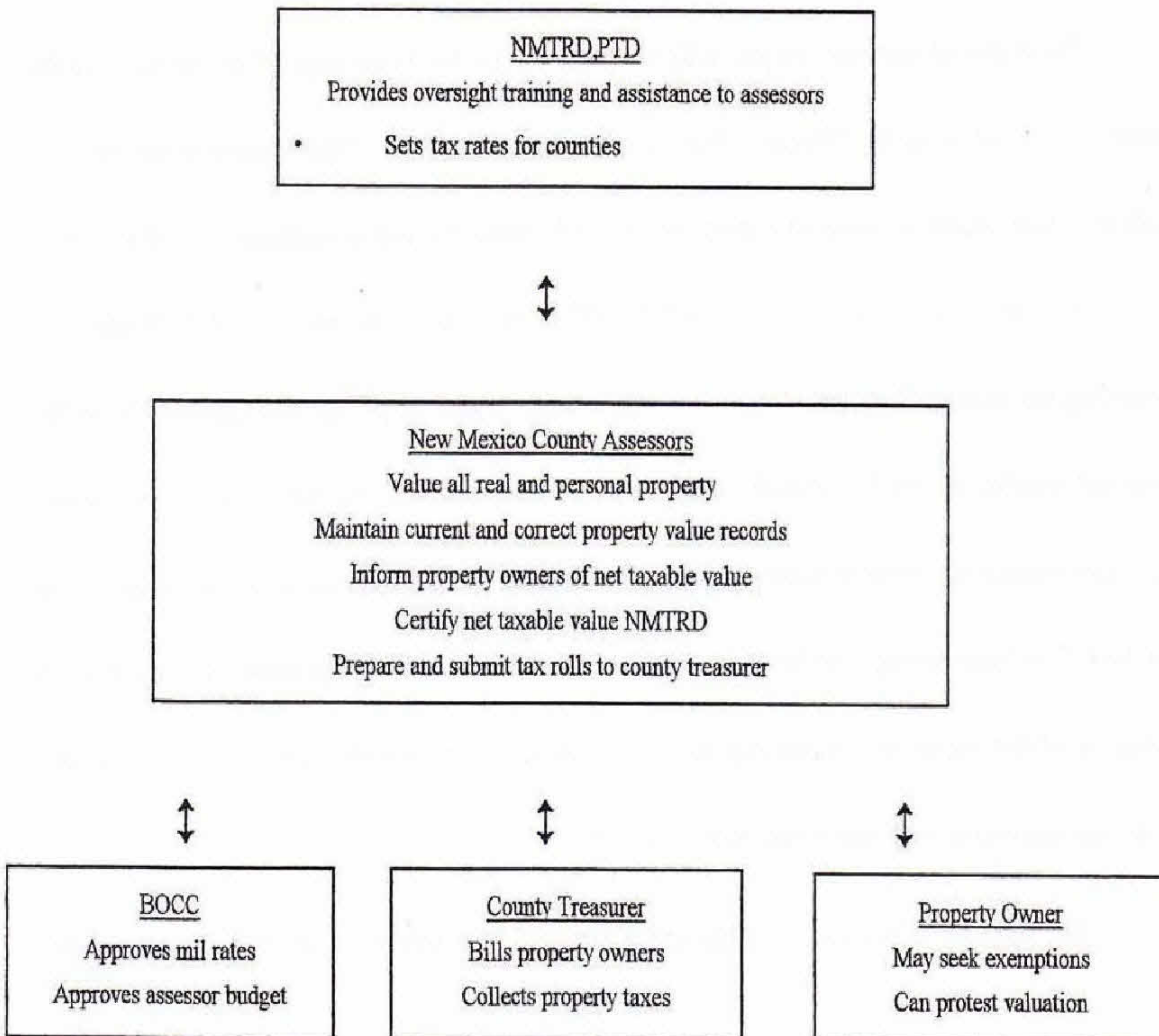 NMTRD,PTD
Provides oversight training and assistance to assessors
• Sets tax rates for counties
New Mexico County Assessors
Value all real and personal property
Maintain current and correct property value records
Inform property owners of net taxable value
Certify net taxable value NMTRD
Prepare and submit tax rolls to county treasurer
BOCC
Approves mil rates
Approves assessor budget
County Treasurer
Bills property owners
Collects property taxes
Property Owner
May seek exemptions
Can protest valuation